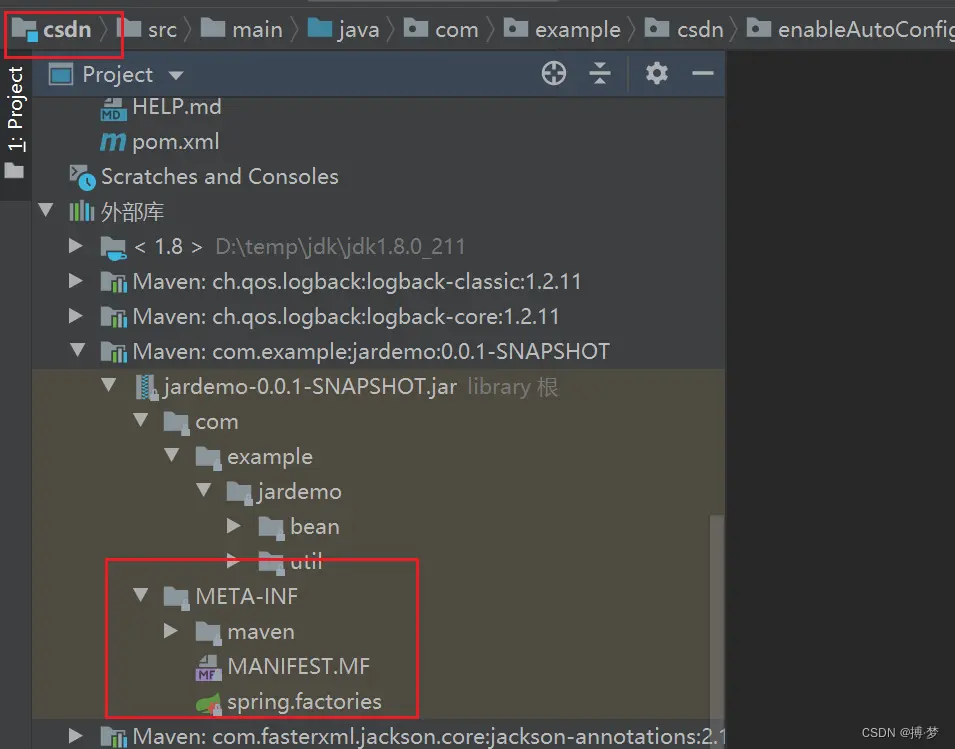 csdn src main java com example csdn enableAutoConfig
1: Project
Project
HELP.md
pom.xml
Scratches and Consoles
外部库
< 1.8 > D:\temp\jdk\jdk1.8.0_211
Maven: ch.qos.logback:logback-classic:1.2.11
Maven: ch.qos.logback:logback-core:1.2.11
Maven: com.example:jardemo:0.0.1-SNAPSHOT
jardemo-0.0.1-SNAPSHOT.jar library 根
com
example
jardemo
bean
util
META-INF
maven
MANIFEST.MF
spring.factories
Maven: com.fasterxml.jackson.core:jackson-annotations:2.1
CSDN @搏·梦